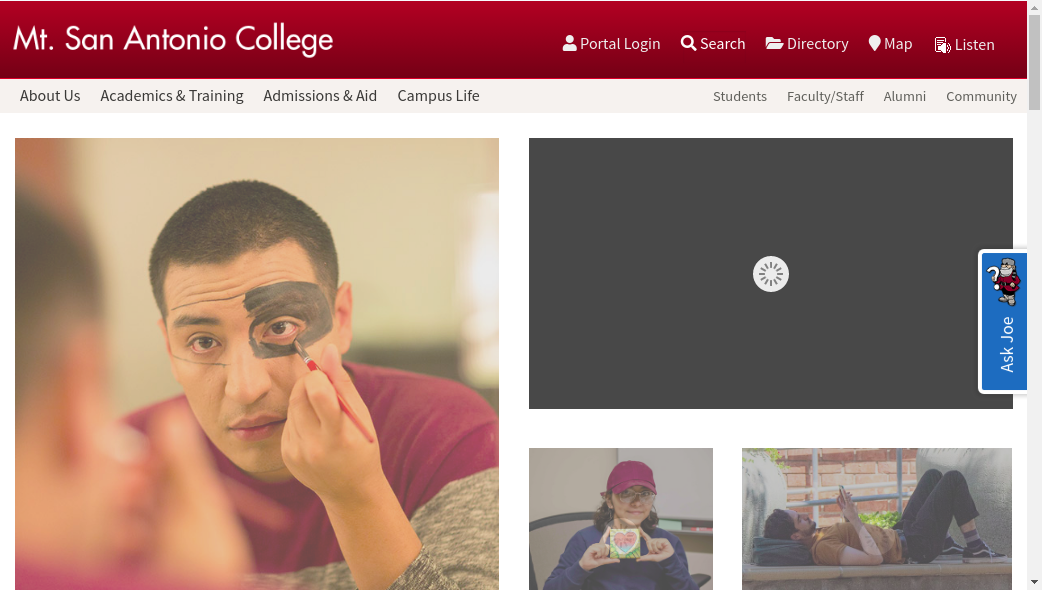 Mt. San Antonio College
Portal Login Search Directory Map Listen
About Us Academics & Training Admissions & Aid Campus Life Students Faculty/Staff Alumni Community
?
Ask Joe